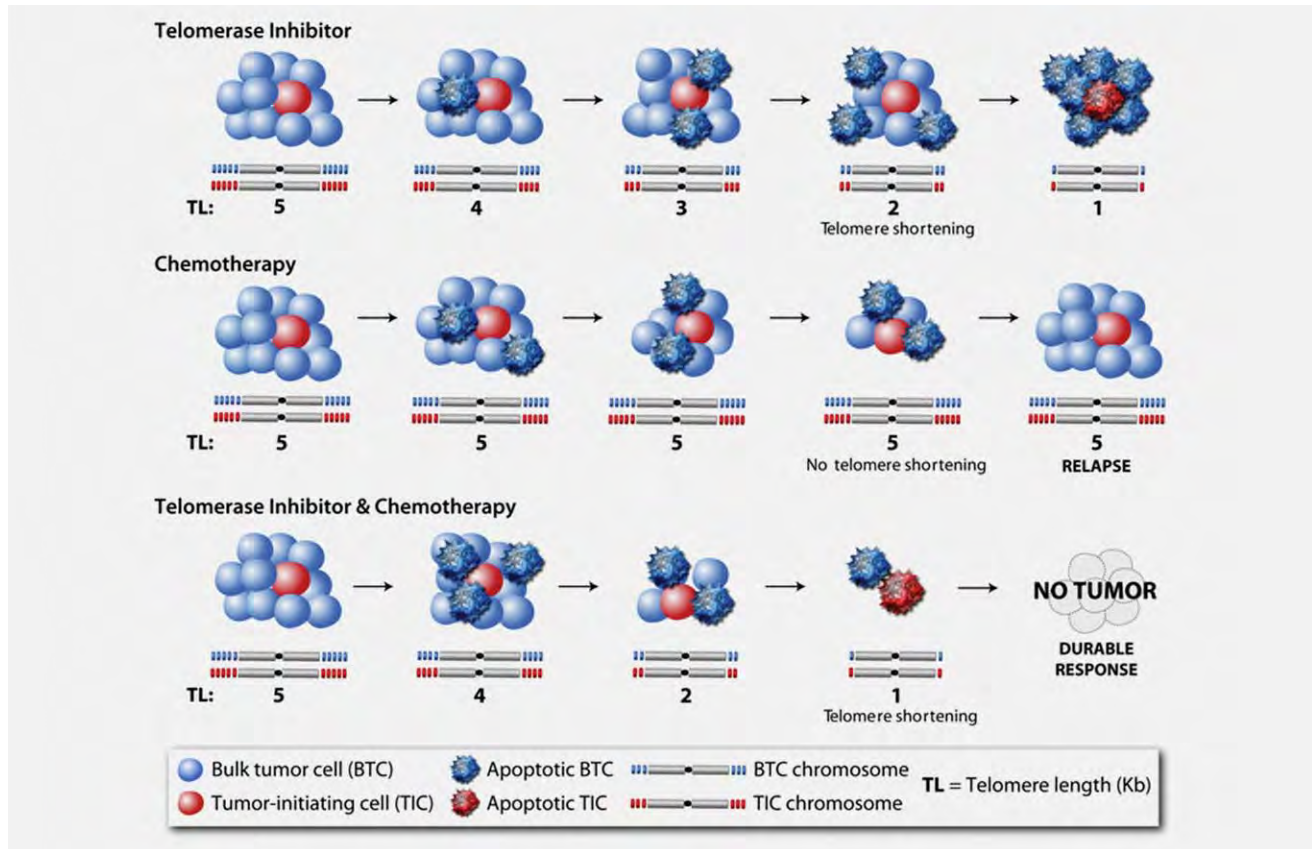 Telomerase Inhibitor
TL: 5 4 3 2 1
Telomere shortening
Chemotherapy
TL: 5 5 5 5 5
No telomere shortening RELAPSE
Telomerase Inhibitor & Chemotherapy
NO TUMOR
DURABLE
RESPONSE
TL: 5 4 2 1
Telomere shortening
Bulk tumor cell (BTC) Apoptotic BTC BTC chromosome
TL = Telomere length (Kb)
Tumor-initiating cell (TIC) Apoptotic TIC TIC chromosome